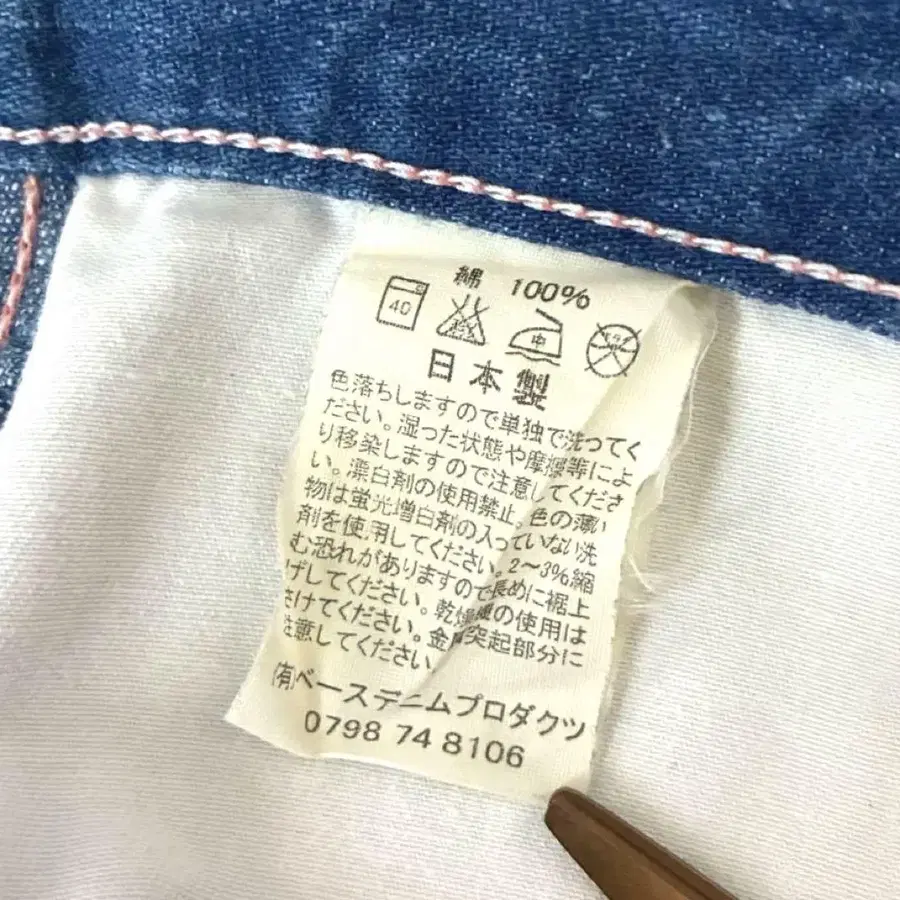 綿 100%
40
中
日本製
色落ちしますので単独で洗ってく
ださい。湿った状態や摩擦等によ
り移染しますので注意してくださ
い。漂白剤の使用禁止。色の薄い
物は蛍光増白剤の入っていない洗
剤を使用してください。2〜3%縮
む恐れがありますので長めに裾上
げしてください。乾燥機の使用は
さけてください。金属突起部分に
注意してください。
(有)ベースデニムプロダクツ
0798 74 8106